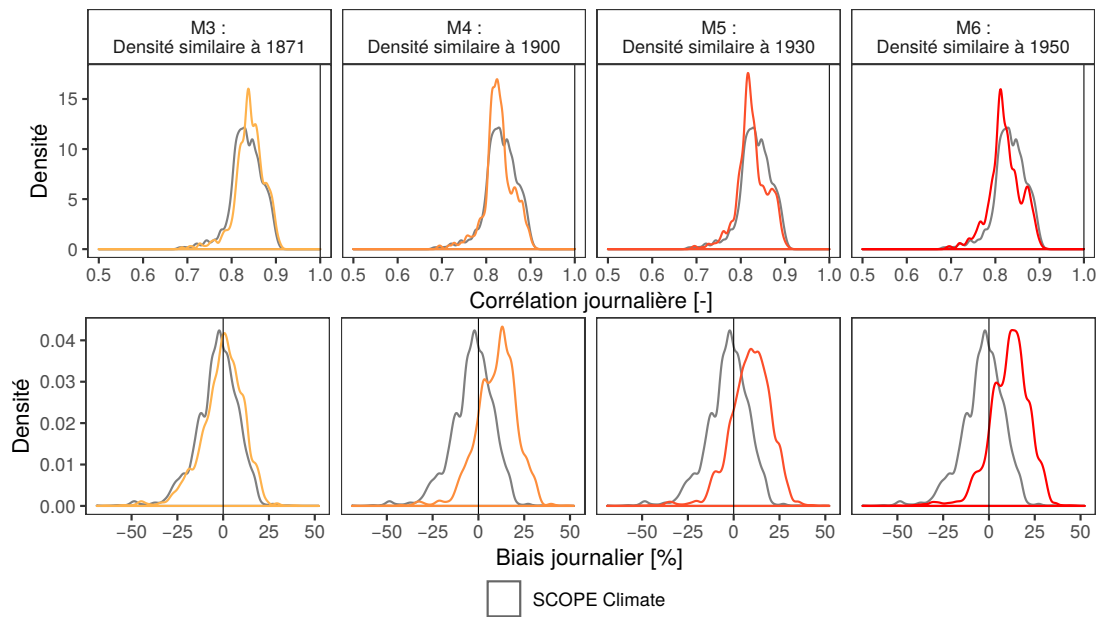 M3 :
Densité similaire à 1871
M4 :
Densité similaire à 1900
M5 :
Densité similaire à 1930
M6 :
Densité similaire à 1950
Densité
15
10
5
0
0.5 0.6 0.7 0.8 0.9 1.0
0.5 0.6 0.7 0.8 0.9 1.0
0.5 0.6 0.7 0.8 0.9 1.0
0.5 0.6 0.7 0.8 0.9 1.0
Corrélation journalière [-]
Densité
0.04
0.03
0.02
0.01
0.00
−50 −25 0 25 50
−50 −25 0 25 50
−50 −25 0 25 50
−50 −25 0 25 50
Biais journalier [%]
SCOPE Climate